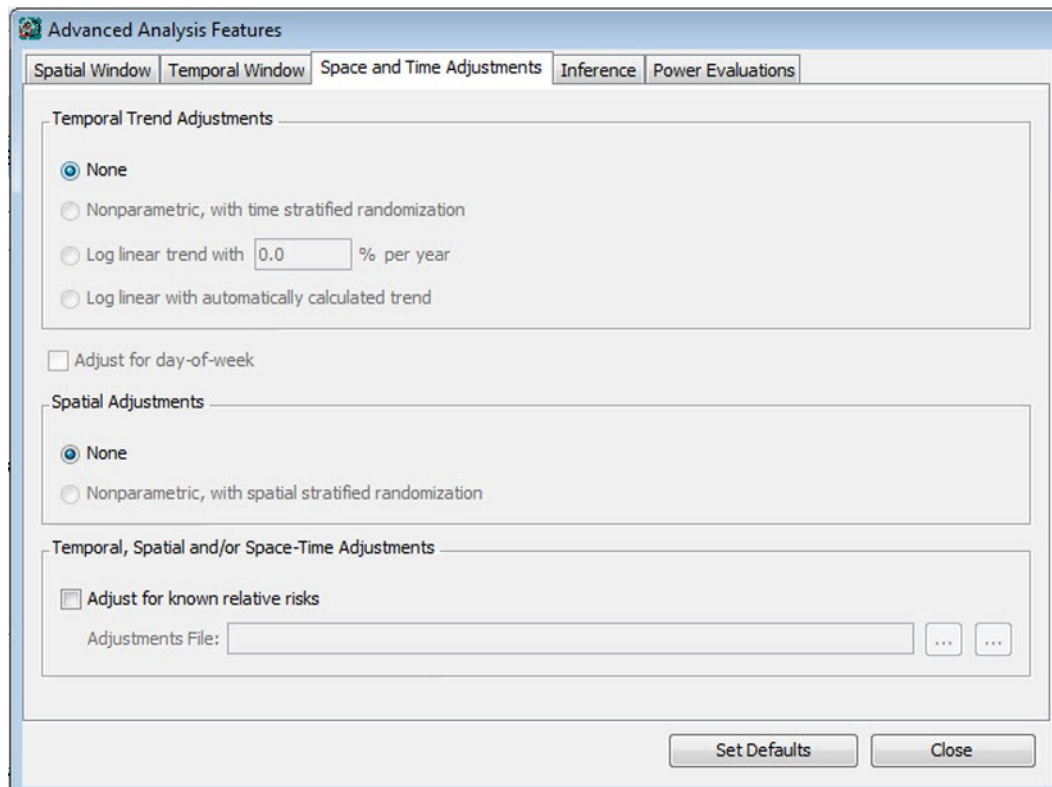 Advanced Analysis Features
Spatial Window Temporal Window Space and Time Adjustments Inference Power Evaluations
Temporal Trend Adjustments
None
Nonparametric, with time stratified randomization
Log linear trend with 0.0 % per year
Log linear with automatically calculated trend
Adjust for day-of-week
Spatial Adjustments
None
Nonparametric, with spatial stratified randomization
Temporal, Spatial and/or Space-Time Adjustments
Adjust for known relative risks
Adjustments File: ... ...
Set Defaults Close